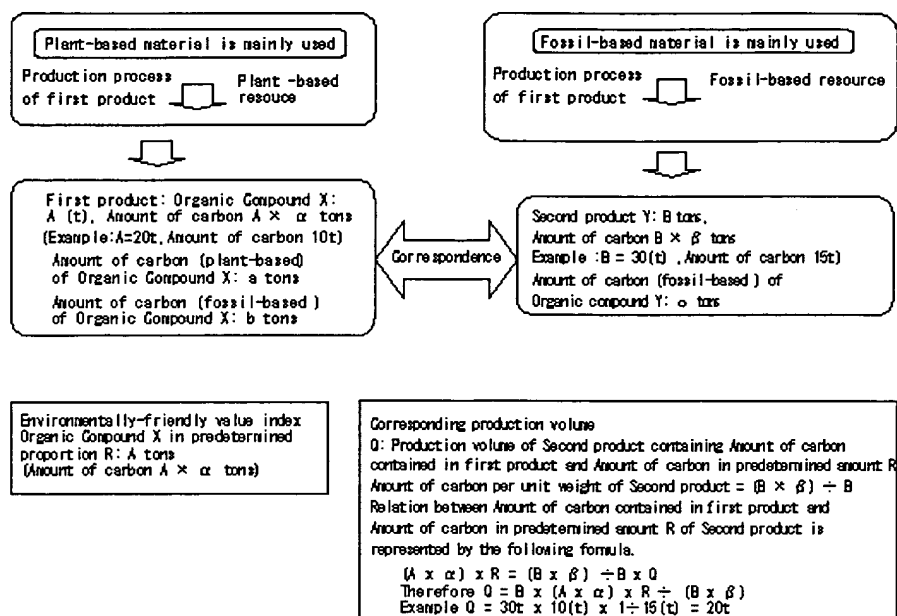 Plant-based material is mainly used
Production process
of first product
Plant -based
resouce
Fossil-based material is mainly used
Production process
of first product
Fossil-based resource
First product: Organic Compound X:
A (t), Amount of carbon A × α tons
(Example:A=20t, Amount of carbon 10t)
Amount of carbon (plant-based)
of Organic Compound X: a tons
Amount of carbon (fossil-based )
of Organic Compound X: b tons
Correspondence
Second product Y: B tons,
Amount of carbon B × β tons
Example :B = 30(t) ,Amount of carbon 15t)
Amount of carbon (fossil-based ) of
Organic compound Y: tons
Environmentally-friendly value index
Organic Compound X in predetermined
proportion R: A tons
(Amount of carbon A × α tons)
Corresponding production volume
Q: Production volume of Second product containing Amount of carbon
contained in first product and Amount of carbon in predetermined amount R
Amount of carbon per unit weight of Second product = (B × β) ÷ B
Relation between Amount of carbon contained in first product and
Amount of carbon in predetermined amount R of Second product is
represented by the following formula.
(A x α) x R = (B x β) ÷B x Q
Therefore Q = B x (A x α) x R ÷ (B x β)
Example Q = 30t x 10(t) x 1÷15(t) = 20t